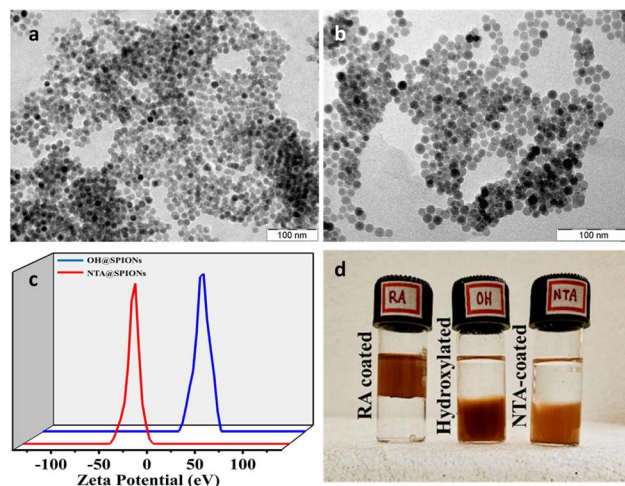 a
100 nm
b
100 nm
c
OH@SPIONs
NTA@SPIONs
-100 -50 0 50 100
Zeta Potential (eV)
d
RA
OH
NTA
RA coated
Hydroxylated
NTA-coated